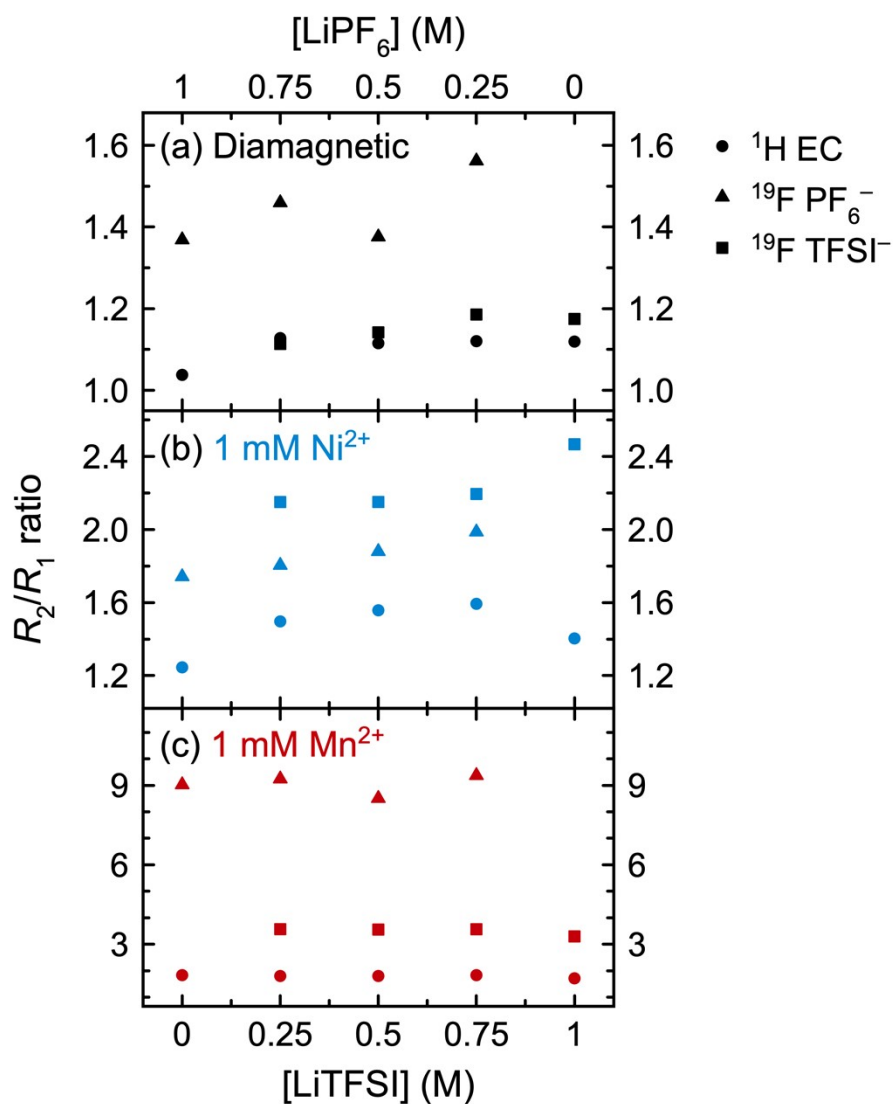 [LiPF₆] (M)
1 0.75 0.5 0.25 0
(a) Diamagnetic
1.6 1.6
1.4 1.4
1.2 1.2
1.0 1.0
¹H EC
¹⁹F PF₆⁻
¹⁹F TFSI⁻
R₂/R₁ ratio
(b) 1 mM Ni²⁺
2.4 2.4
2.0 2.0
1.6 1.6
1.2 1.2
(c) 1 mM Mn²⁺
9 9
6 6
3 3
0 0.25 0.5 0.75 1
[LiTFSI] (M)